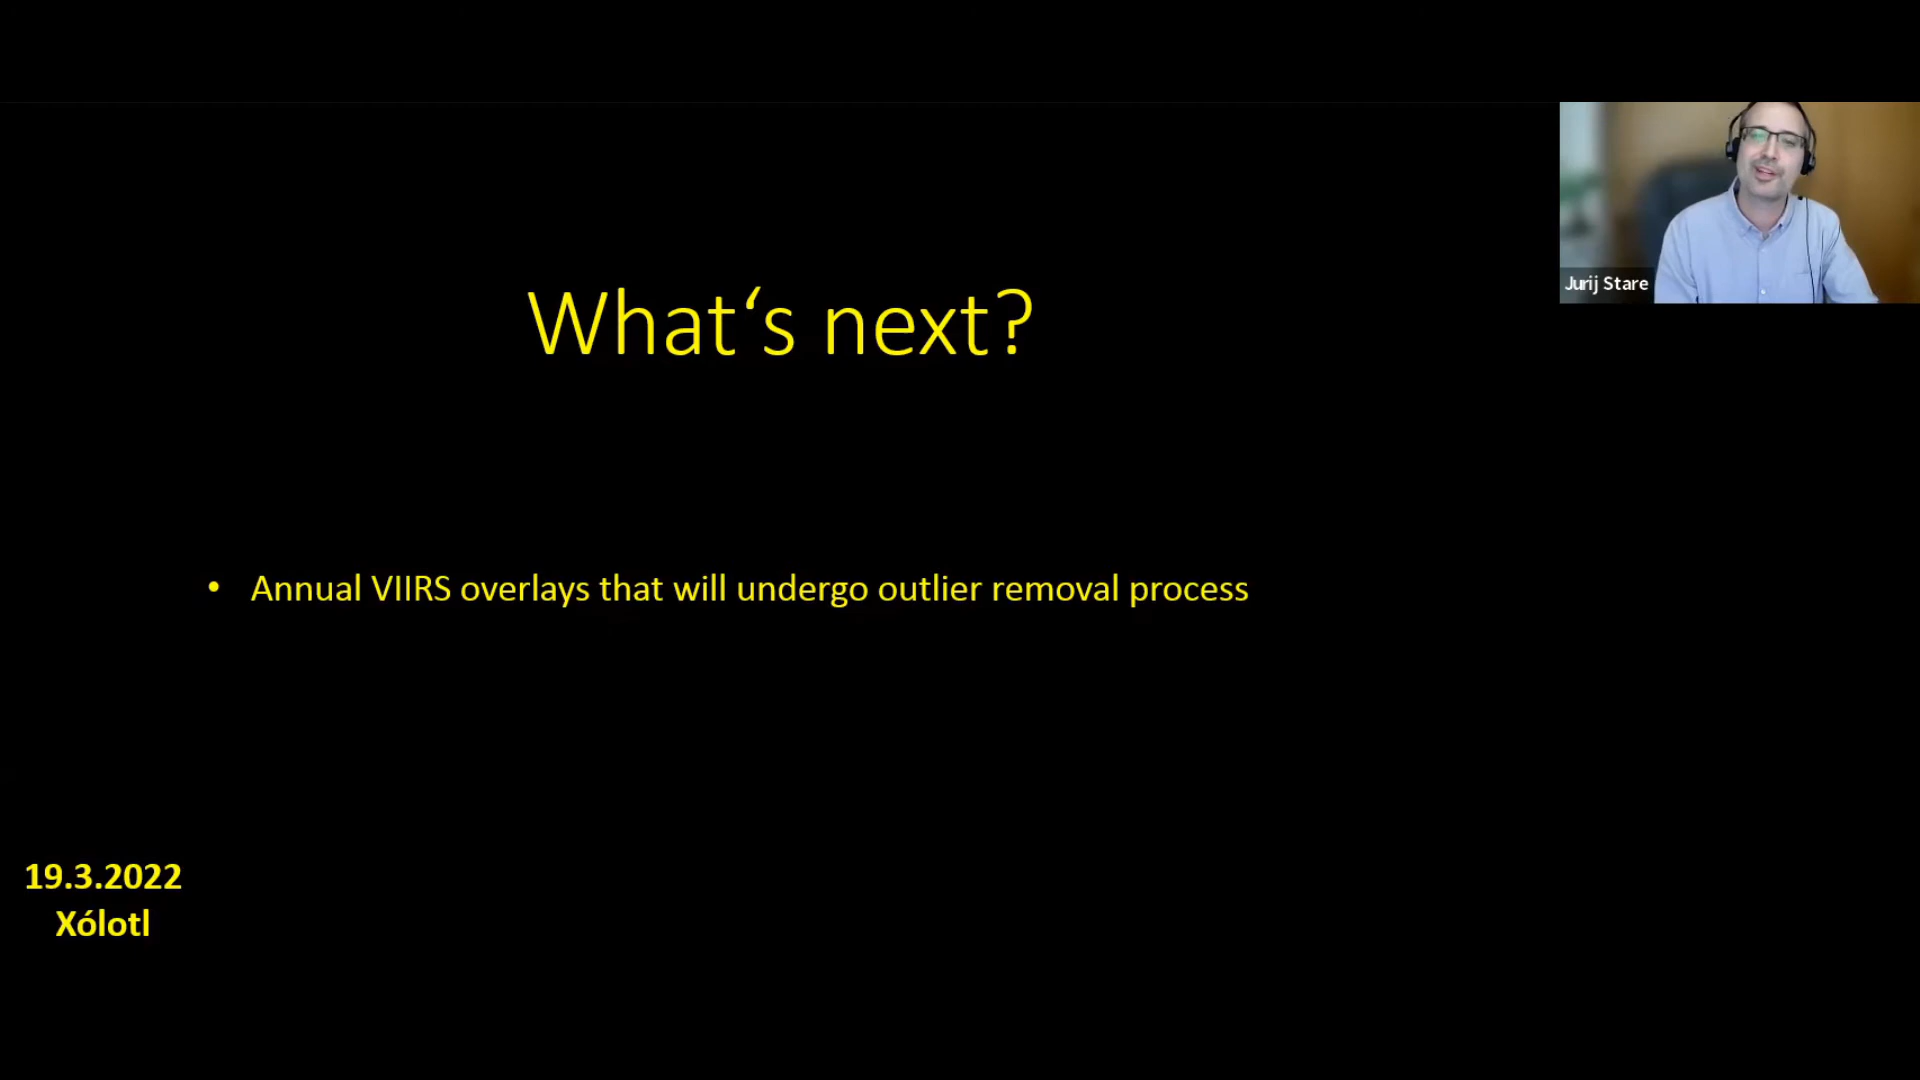 Jurij Stare
What‘s next?
• Annual VIIRS overlays that will undergo outlier removal process
19.3.2022
Xólotl